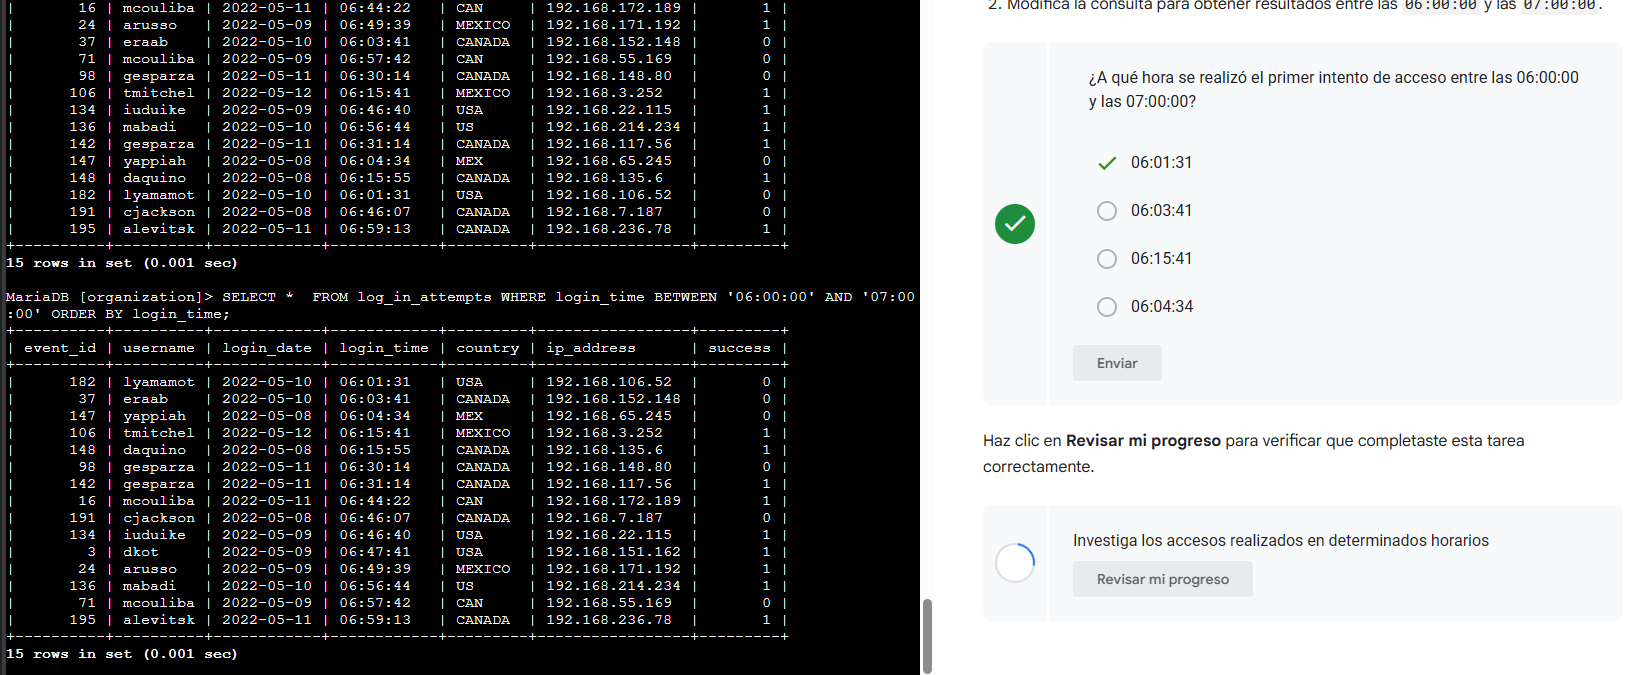 |        16 | mcouliba | 2022-05-11 | 06:44:22   | CAN     | 192.168.172.189 |       1 |
|        24 | arusso   | 2022-05-09 | 06:49:39   | MEXICO  | 192.168.171.192 |       1 |
|        37 | eraab    | 2022-05-10 | 06:03:41   | CANADA  | 192.168.152.148 |       0 |
|        71 | mcouliba | 2022-05-09 | 06:57:42   | CAN     | 192.168.55.169  |       0 |
|        98 | gesparza | 2022-05-11 | 06:30:14   | CANADA  | 192.168.148.80  |       0 |
|       106 | tmitchel | 2022-05-12 | 06:15:41   | MEXICO  | 192.168.3.252   |       1 |
|       134 | iuduike  | 2022-05-09 | 06:46:40   | USA     | 192.168.22.115  |       1 |
|       136 | mabadi   | 2022-05-10 | 06:56:44   | US      | 192.168.214.234 |       1 |
|       142 | gesparza | 2022-05-11 | 06:31:14   | CANADA  | 192.168.117.56  |       1 |
|       147 | yappiah  | 2022-05-08 | 06:04:34   | MEX     | 192.168.65.245  |       0 |
|       148 | daquino  | 2022-05-08 | 06:15:55   | CANADA  | 192.168.135.6   |       1 |
|       182 | lyamamot | 2022-05-10 | 06:01:31   | USA     | 192.168.106.52  |       0 |
|       191 | cjackson | 2022-05-08 | 06:46:07   | CANADA  | 192.168.7.187   |       0 |
|       195 | alevitsk | 2022-05-11 | 06:59:13   | CANADA  | 192.168.236.78  |       1 |
+----------+----------+------------+------------+---------+-----------------+---------+
15 rows in set (0.001 sec)
MariaDB [organization]> SELECT *  FROM log_in_attempts WHERE login_time BETWEEN '06:00:00' AND '07:00
:00' ORDER BY login_time;
+----------+----------+------------+------------+---------+-----------------+---------+
| event_id | username | login_date | login_time | country | ip_address      | success |
+----------+----------+------------+------------+---------+-----------------+---------+
|      182 | lyamamot | 2022-05-10 | 06:01:31   | USA     | 192.168.106.52  |       0 |
|       37 | eraab    | 2022-05-10 | 06:03:41   | CANADA  | 192.168.152.148 |       0 |
|      147 | yappiah  | 2022-05-08 | 06:04:34   | MEX     | 192.168.65.245  |       0 |
|      106 | tmitchel | 2022-05-12 | 06:15:41   | MEXICO  | 192.168.3.252   |       1 |
|      148 | daquino  | 2022-05-08 | 06:15:55   | CANADA  | 192.168.135.6   |       1 |
|       98 | gesparza | 2022-05-11 | 06:30:14   | CANADA  | 192.168.148.80  |       0 |
|      142 | gesparza | 2022-05-11 | 06:31:14   | CANADA  | 192.168.117.56  |       1 |
|       16 | mcouliba | 2022-05-11 | 06:44:22   | CAN     | 192.168.172.189 |       1 |
|      191 | cjackson | 2022-05-08 | 06:46:07   | CANADA  | 192.168.7.187   |       0 |
|      134 | iuduike  | 2022-05-09 | 06:46:40   | USA     | 192.168.22.115  |       1 |
|        3 | dkot     | 2022-05-09 | 06:47:41   | USA     | 192.168.151.162 |       1 |
|       24 | arusso   | 2022-05-09 | 06:49:39   | MEXICO  | 192.168.171.192 |       1 |
|      136 | mabadi   | 2022-05-10 | 06:56:44   | US      | 192.168.214.234 |       1 |
|       71 | mcouliba | 2022-05-09 | 06:57:42   | CAN     | 192.168.55.169  |       0 |
|      195 | alevitsk | 2022-05-11 | 06:59:13   | CANADA  | 192.168.236.78  |       1 |
+----------+----------+------------+------------+---------+-----------------+---------+
15 rows in set (0.001 sec)
2. Modifica la consulta para obtener resultados entre las 06:00:00 y las 07:00:00.
¿A qué hora se realizó el primer intento de acceso entre las 06:00:00
y las 07:00:00?
06:01:31
06:03:41
06:15:41
06:04:34
Enviar
Haz clic en Revisar mi progreso para verificar que completaste esta tarea
correctamente.
Investiga los accesos realizados en determinados horarios
Revisar mi progreso